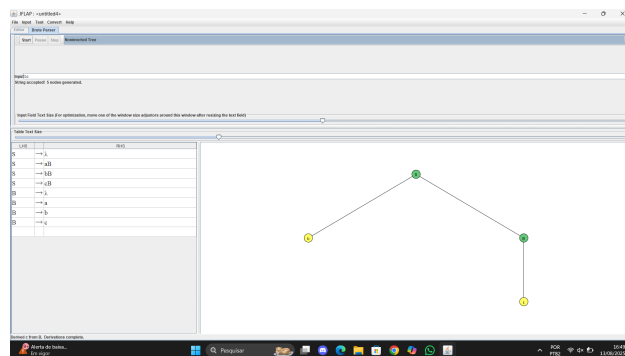 JFLAP : <untitled4>
File Input Test Convert Help
Editor Brute Parser
Start Pause Step Noninverted Tree
Input
String accepted! 5 nodes generated.
Input Field Text Size (For optimization, move one of the window size adjustors around this window after resizing the text field)
Table Text Size
LHS RHS
S → λ
S → aB
S → bB
S → cB
B → λ
B → a
B → b
B → c
Derived c from B. Derivations complete.
Alerta de baixa...
Em vigor
Pesquisar
POR
PTB2
16:49
13/08/2025